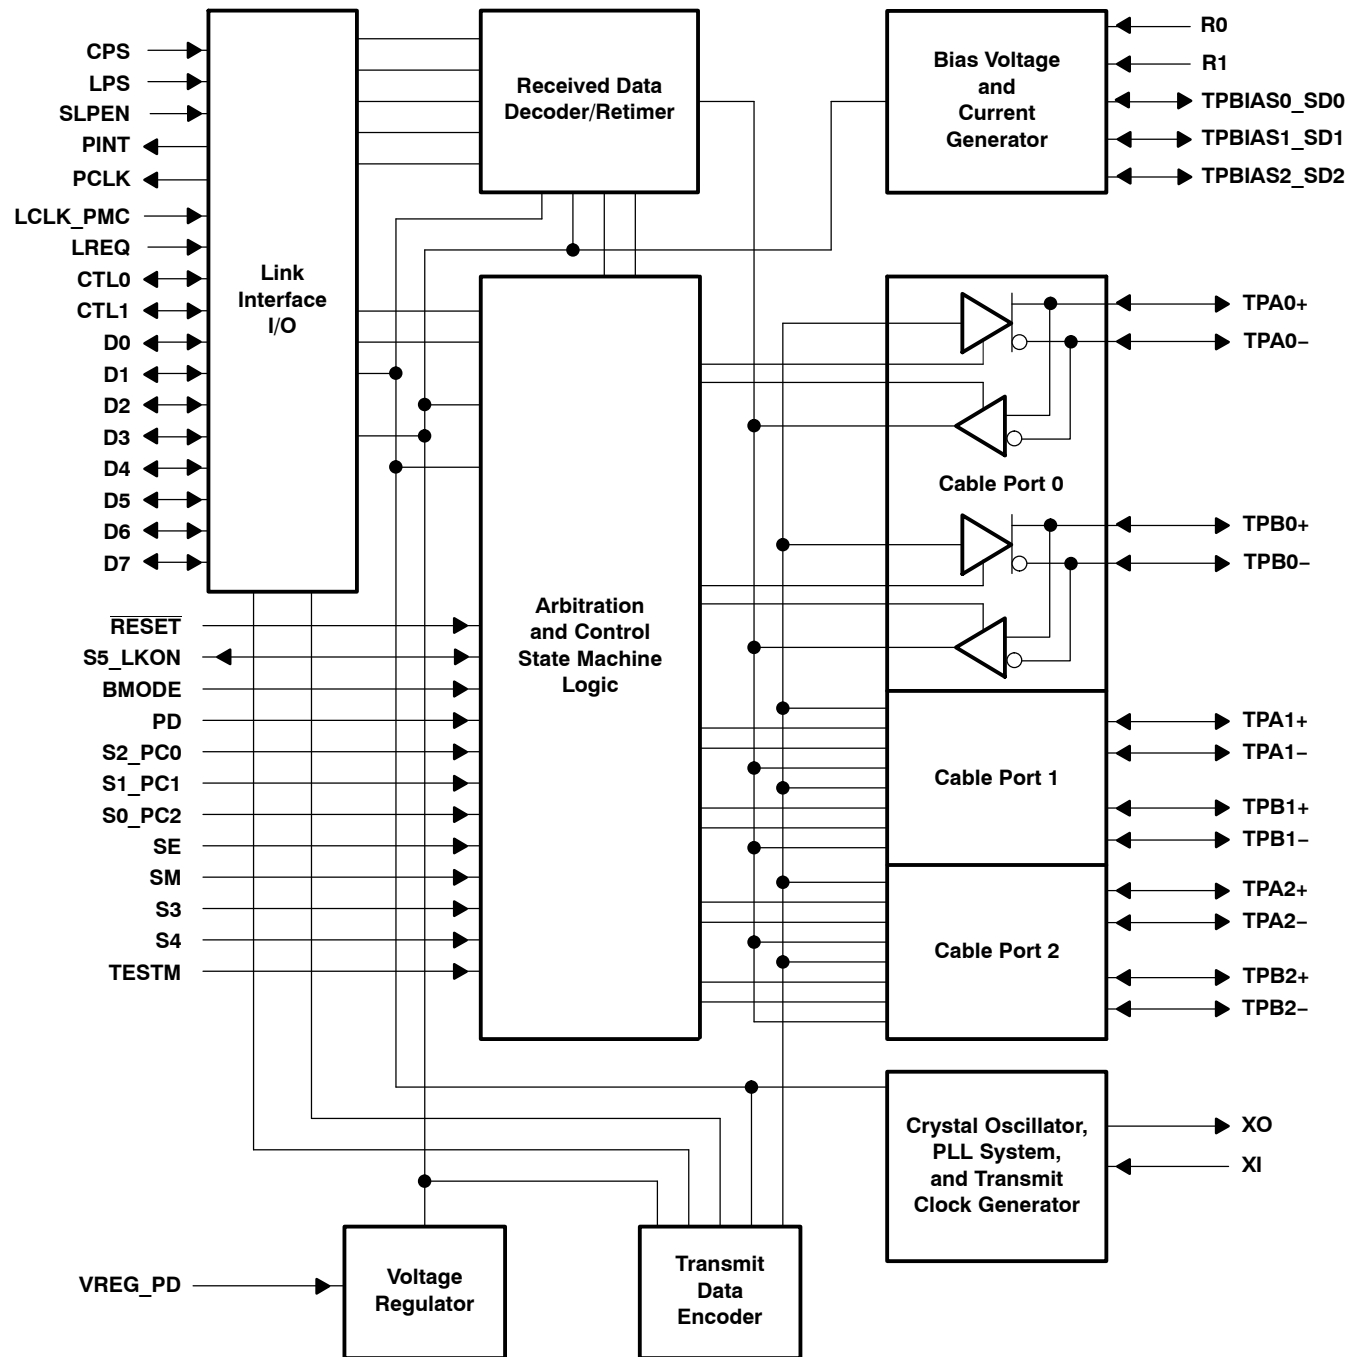 CPS
LPS
SLPEN
PINT
PCLK
LCLK_PMC
LREQ
CTL0
CTL1
D0
D1
D2
D3
D4
D5
D6
D7
RESET
S5_LKON
BMODE
PD
S2_PC0
S1_PC1
S0_PC2
SE
SM
S3
S4
TESTM
VREG_PD
Link
Interface
I/O
Received Data
Decoder/Retimer
Arbitration
and Control
State Machine
Logic
Voltage
Regulator
Transmit
Data
Encoder
Bias Voltage
and
Current
Generator
Cable Port 0
Cable Port 1
Cable Port 2
Crystal Oscillator,
PLL System,
and Transmit
Clock Generator
R0
R1
TPBIAS0_SD0
TPBIAS1_SD1
TPBIAS2_SD2
TPA0+
TPA0−
TPB0+
TPB0−
TPA1+
TPA1−
TPB1+
TPB1−
TPA2+
TPA2−
TPB2+
TPB2−
XO
XI